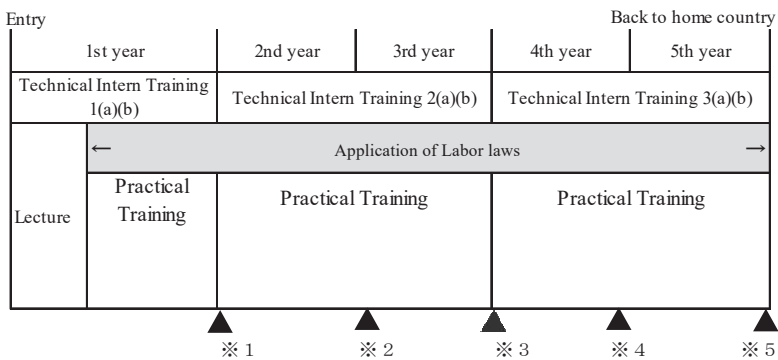 Entry
Back to home country
1st year
2nd year
3rd year
4th year
5th year
Technical Intern Training
1(a)(b)
Technical Intern Training 2(a)(b)
Technical Intern Training 3(a)(b)
← Application of Labor laws →
Lecture
Practical
Training
Practical Training
Practical Training
※1
※2
※3
※4
※5